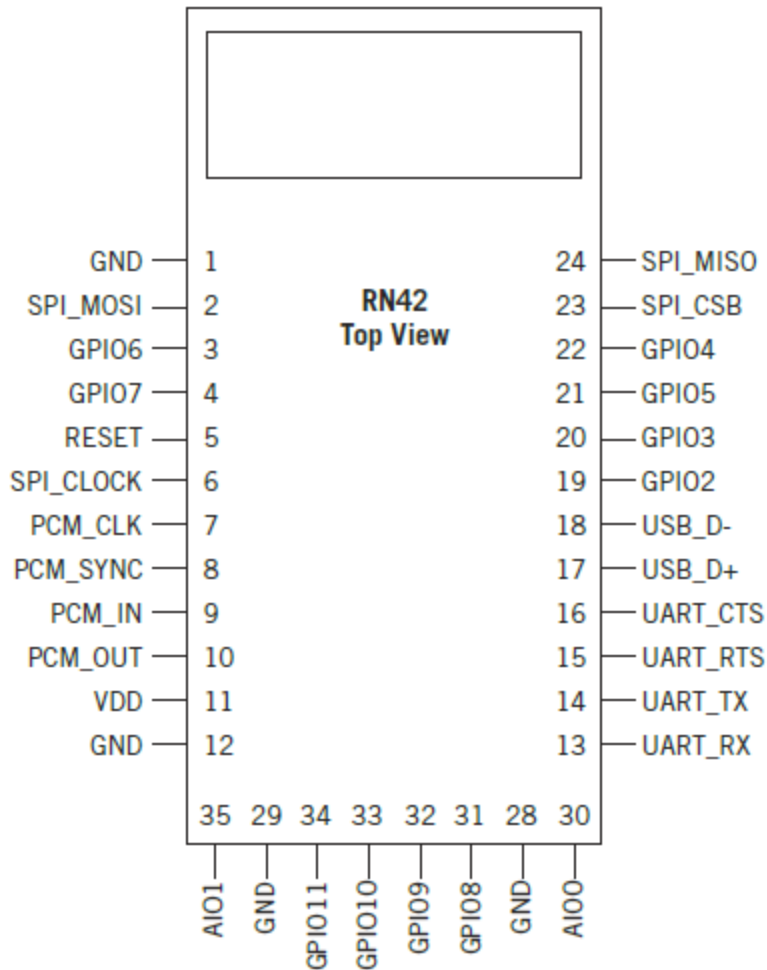 GND 1 24 SPI_MISO
SPI_MOSI 2 RN42 23 SPI_CSB
Top View
GPIO6 3 22 GPIO4
GPIO7 4 21 GPIO5
RESET 5 20 GPIO3
SPI_CLOCK 6 19 GPIO2
PCM_CLK 7 18 USB_D-
PCM_SYNC 8 17 USB_D+
PCM_IN 9 16 UART_CTS
PCM_OUT 10 15 UART_RTS
VDD 11 14 UART_TX
GND 12 13 UART_RX
35 29 34 33 32 31 28 30
AIO1 GND GPIO11 GPIO10 GPIO9 GPIO8 GND AIO0